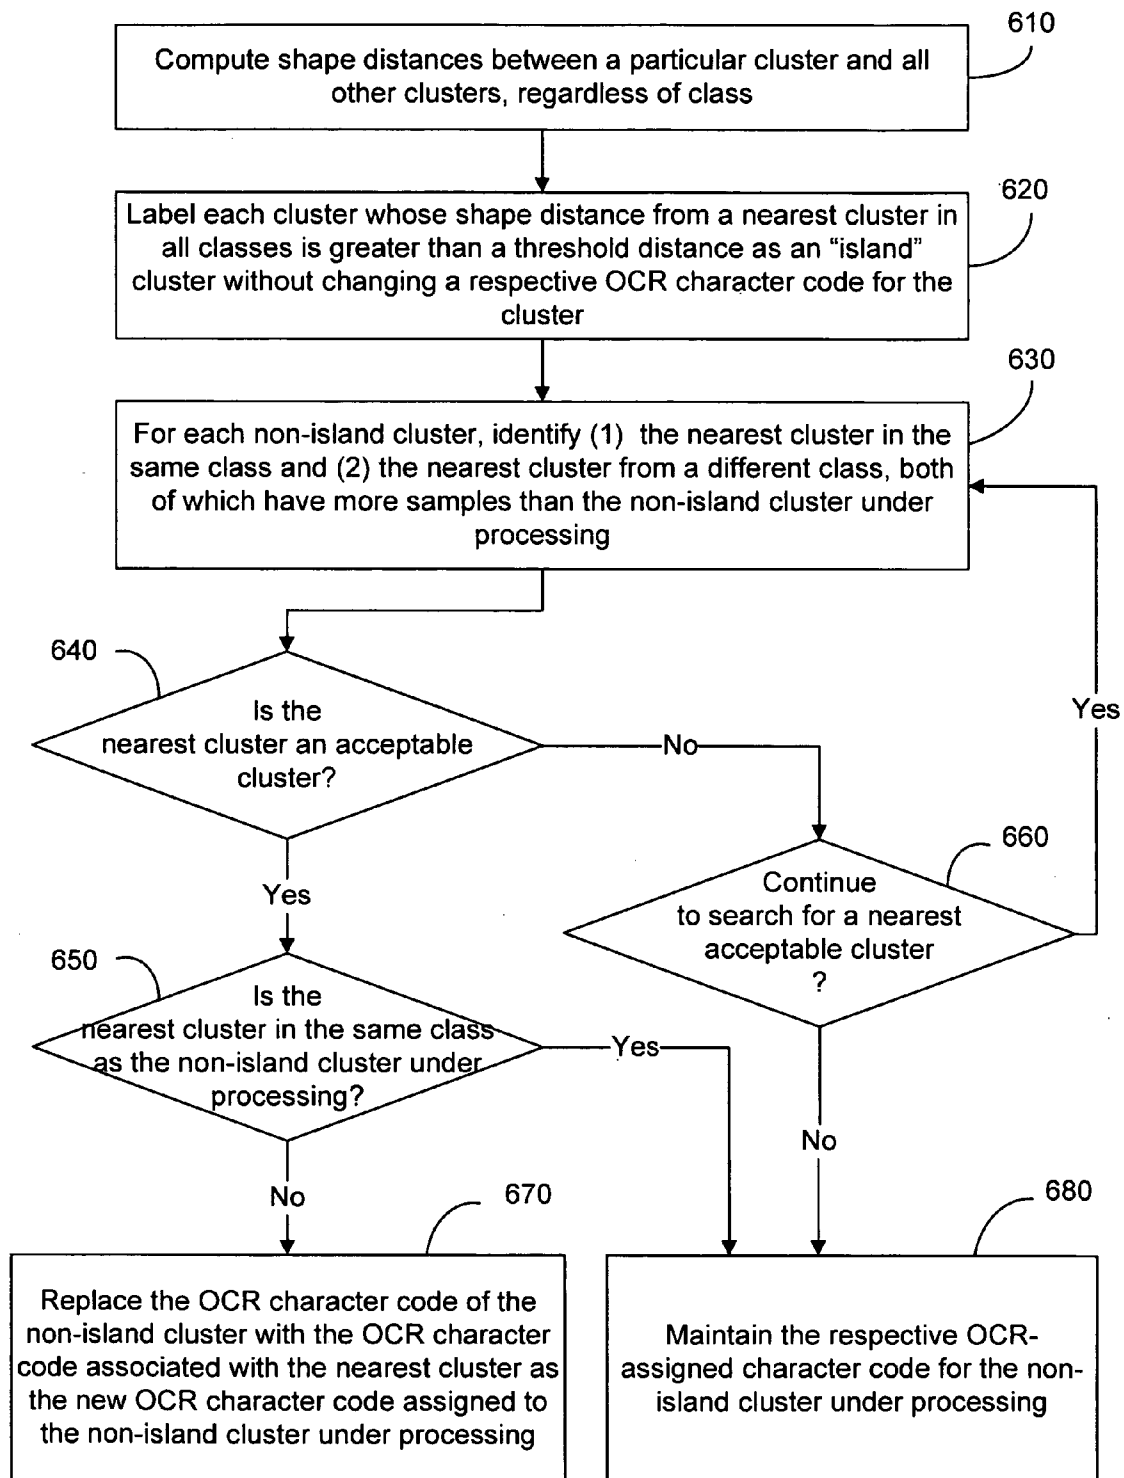 610
Compute shape distances between a particular cluster and all
other clusters, regardless of class
620
Label each cluster whose shape distance from a nearest cluster in
all classes is greater than a threshold distance as an “island”
cluster without changing a respective OCR character code for the
cluster
630
For each non-island cluster, identify (1) the nearest cluster in the
same class and (2) the nearest cluster from a different class, both
of which have more samples than the non-island cluster under
processing
640
Is the
nearest cluster an acceptable
cluster?
No
Yes
Yes
660
Continue
to search for a nearest
acceptable cluster
?
650
Is the
nearest cluster in the same class
as the non-island cluster under
processing?
Yes
No
No
670
Replace the OCR character code of the
non-island cluster with the OCR character
code associated with the nearest cluster as
the new OCR character code assigned to
the non-island cluster under processing
680
Maintain the respective OCR-
assigned character code for the non-
island cluster under processing